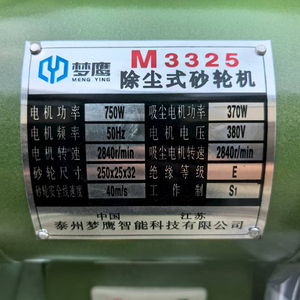 梦鹰
MENG YING
M3325
除尘式砂轮机
电机功率 750W 吸尘电机功率 370W
电机频率 50Hz 电机电压 380V
电机转速 2840r/min 吸尘电机转速 2840r/min
砂轮尺寸 250x25x32 绝缘等级 E
砂轮安全线速度 40m/s 工作制 S1
中国 江苏
泰州梦鹰智能科技有限公司